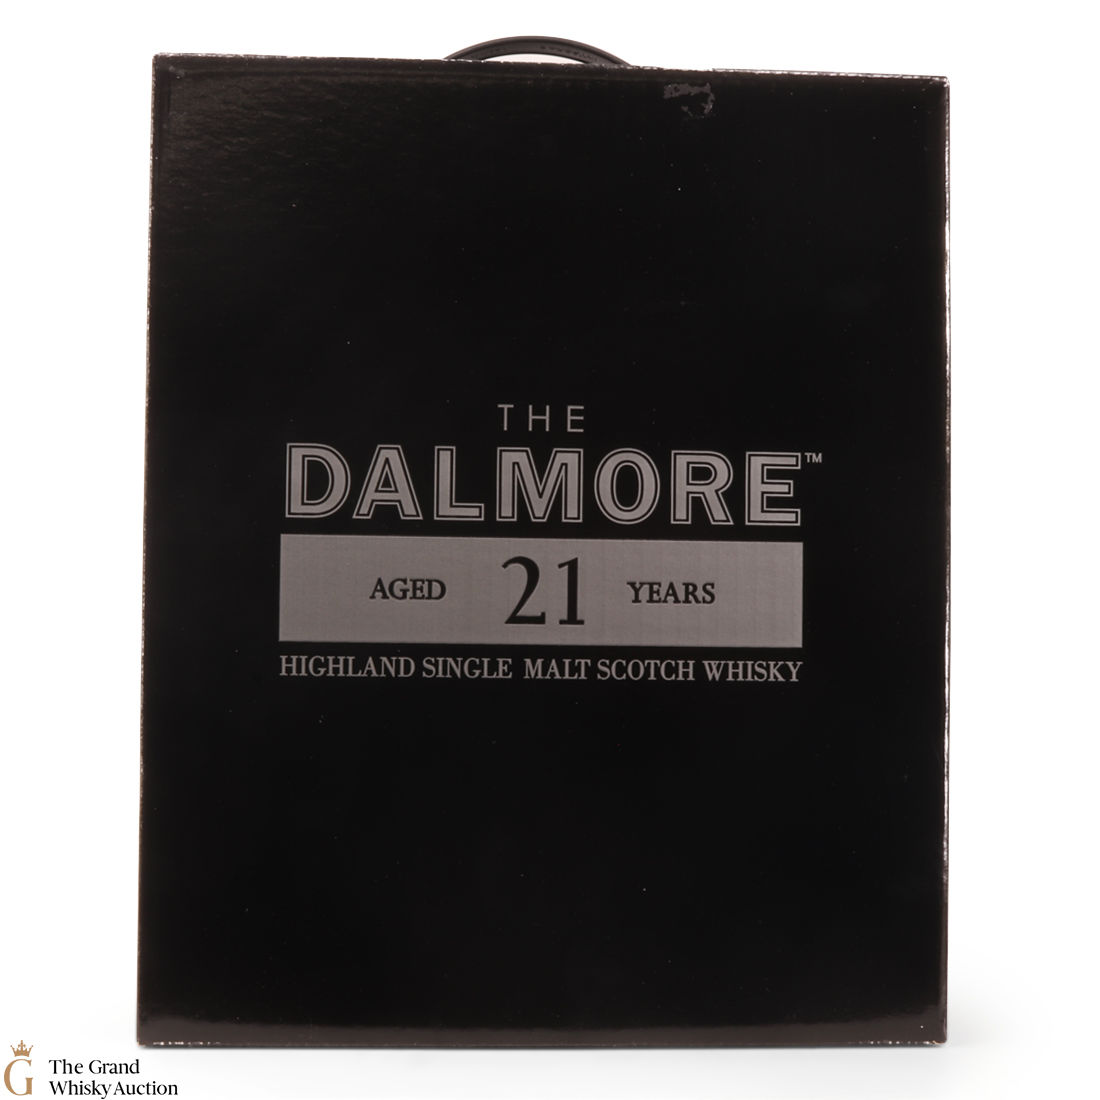 THE
DALMORE™
AGED 21 YEARS
HIGHLAND SINGLE MALT SCOTCH WHISKY
G The Grand
Whisky Auction